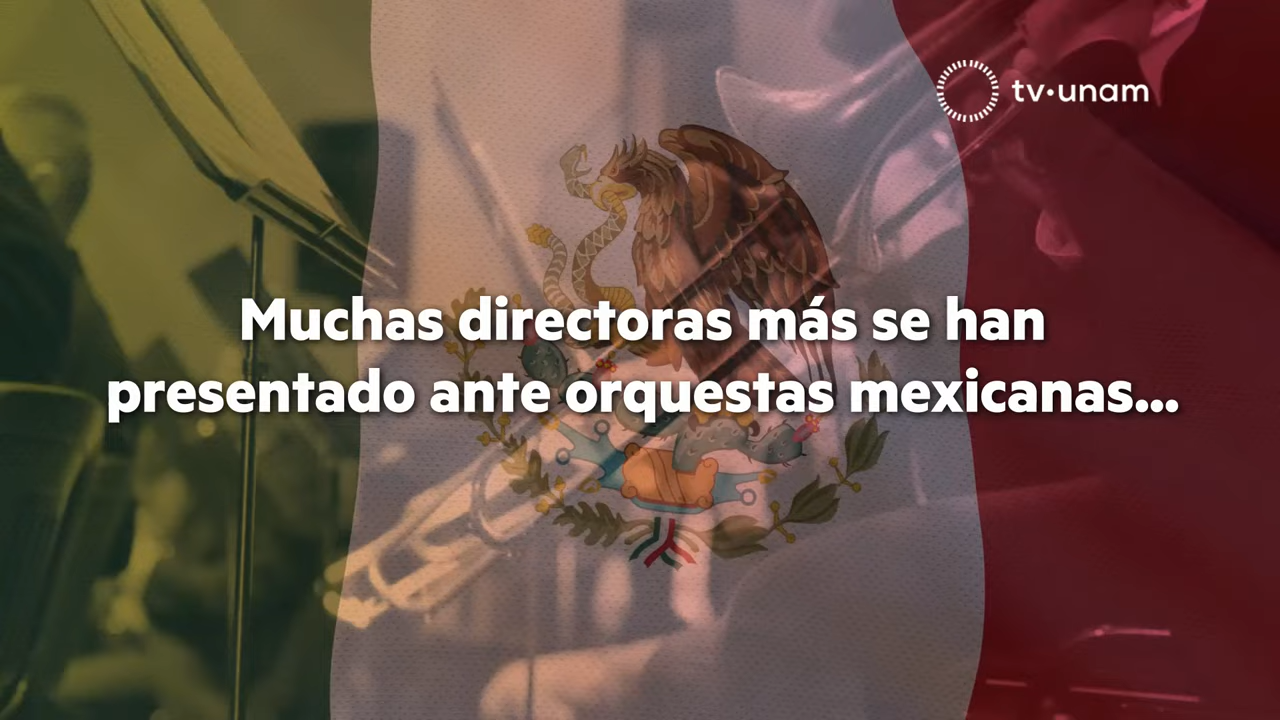 tv·unam
Muchas directoras más se han
presentado ante orquestas mexicanas...